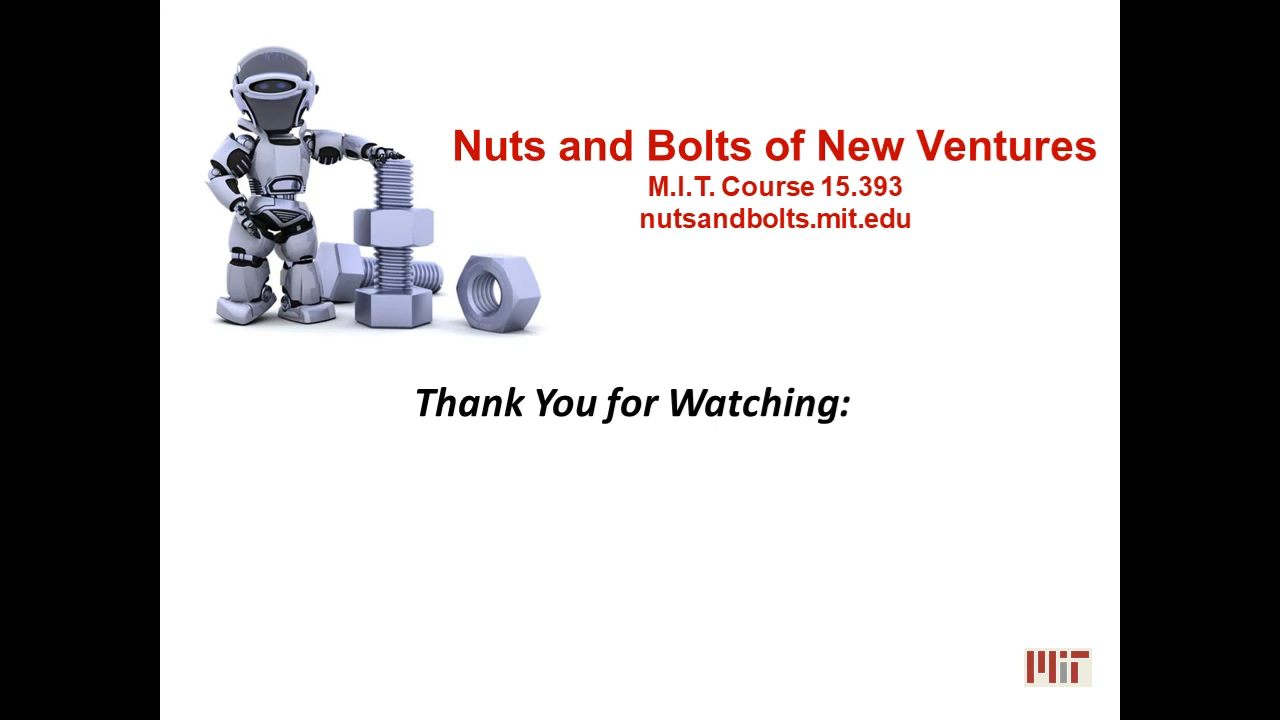 Nuts and Bolts of New Ventures
M.I.T. Course 15.393
nutsandbolts.mit.edu
Thank You for Watching:
MiT